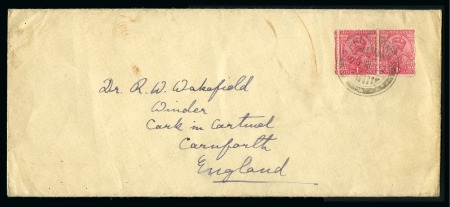 Dr. R. W. Wakefield
Winder
Cark in Cartmel
Carnforth
England